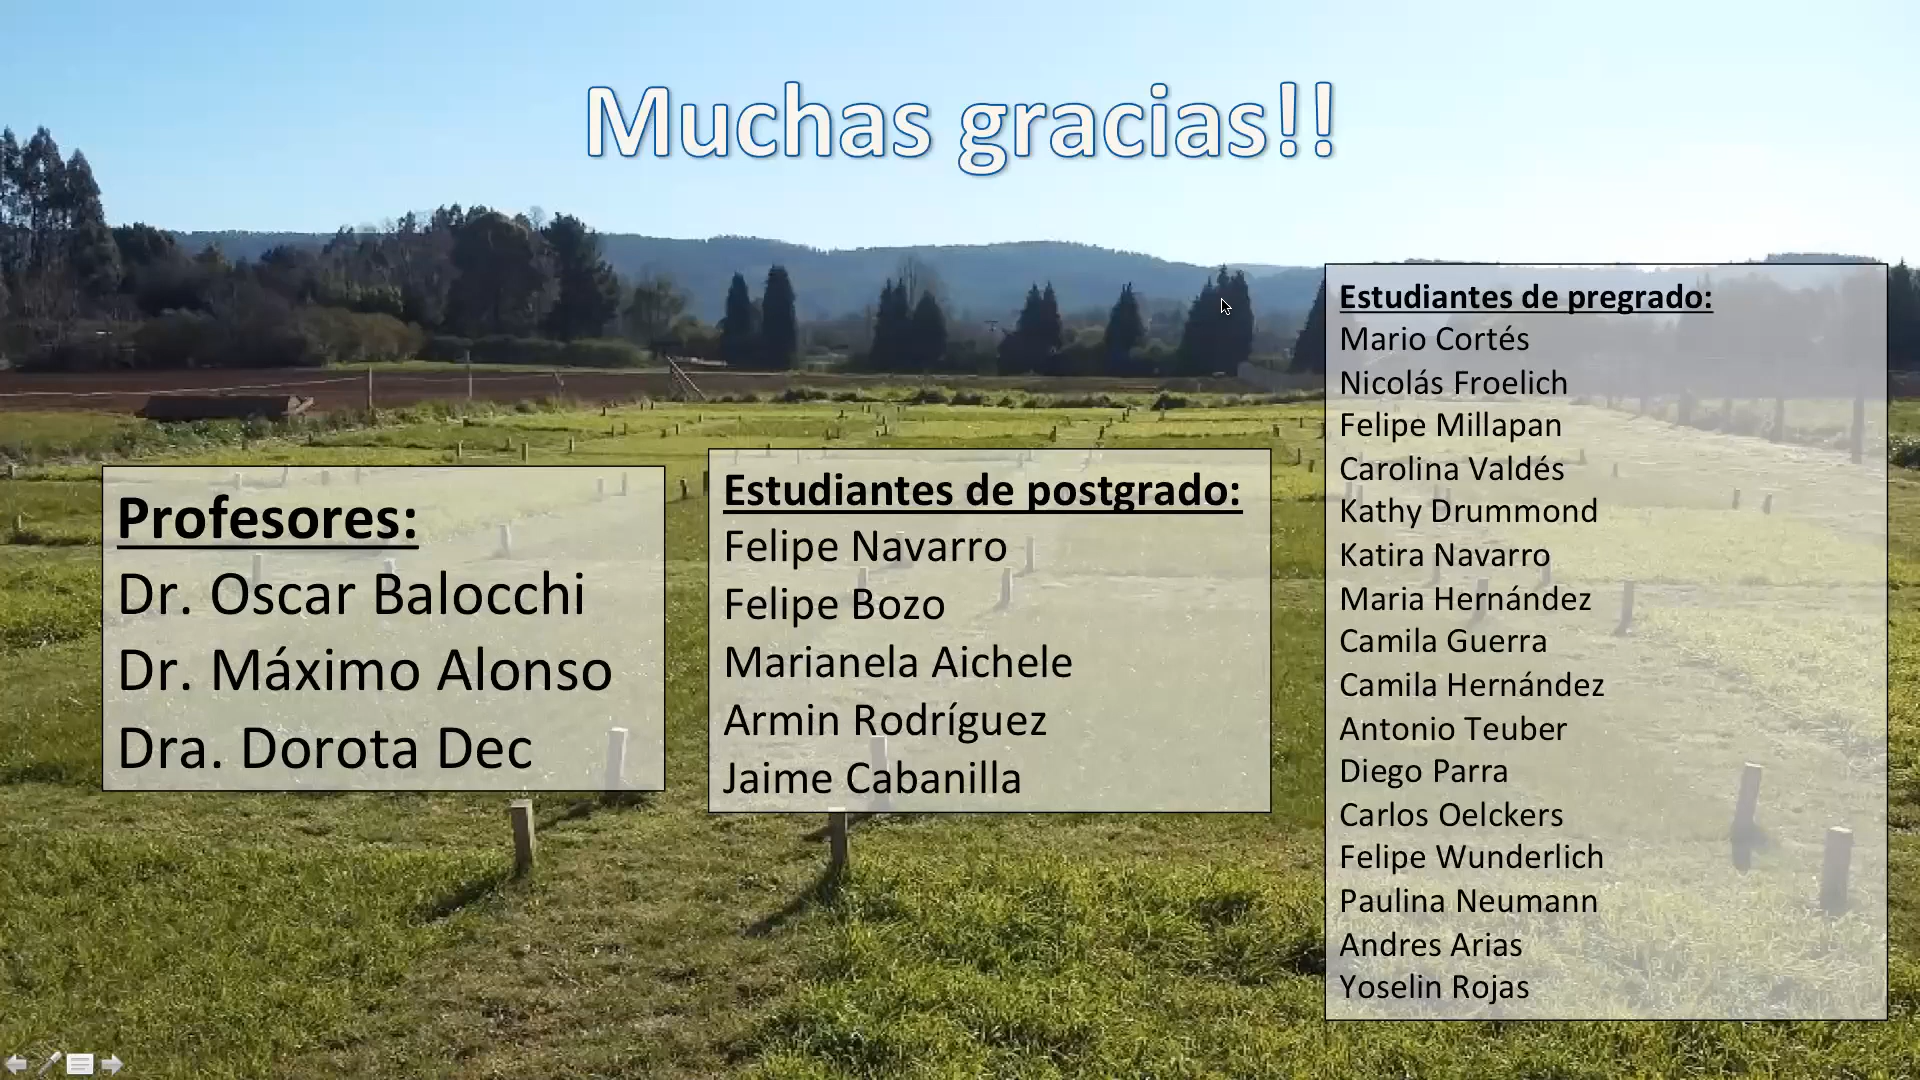 Muchas gracias!!
Profesores:
Dr. Oscar Balocchi
Dr. Máximo Alonso
Dra. Dorota Dec
Estudiantes de postgrado:
Felipe Navarro
Felipe Bozo
Marianela Aichele
Armin Rodríguez
Jaime Cabanilla
Estudiantes de pregrado:
Mario Cortés
Nicolás Froelich
Felipe Millapan
Carolina Valdés
Kathy Drummond
Katira Navarro
Maria Hernández
Camila Guerra
Camila Hernández
Antonio Teuber
Diego Parra
Carlos Oelckers
Felipe Wunderlich
Paulina Neumann
Andres Arias
Yoselin Rojas